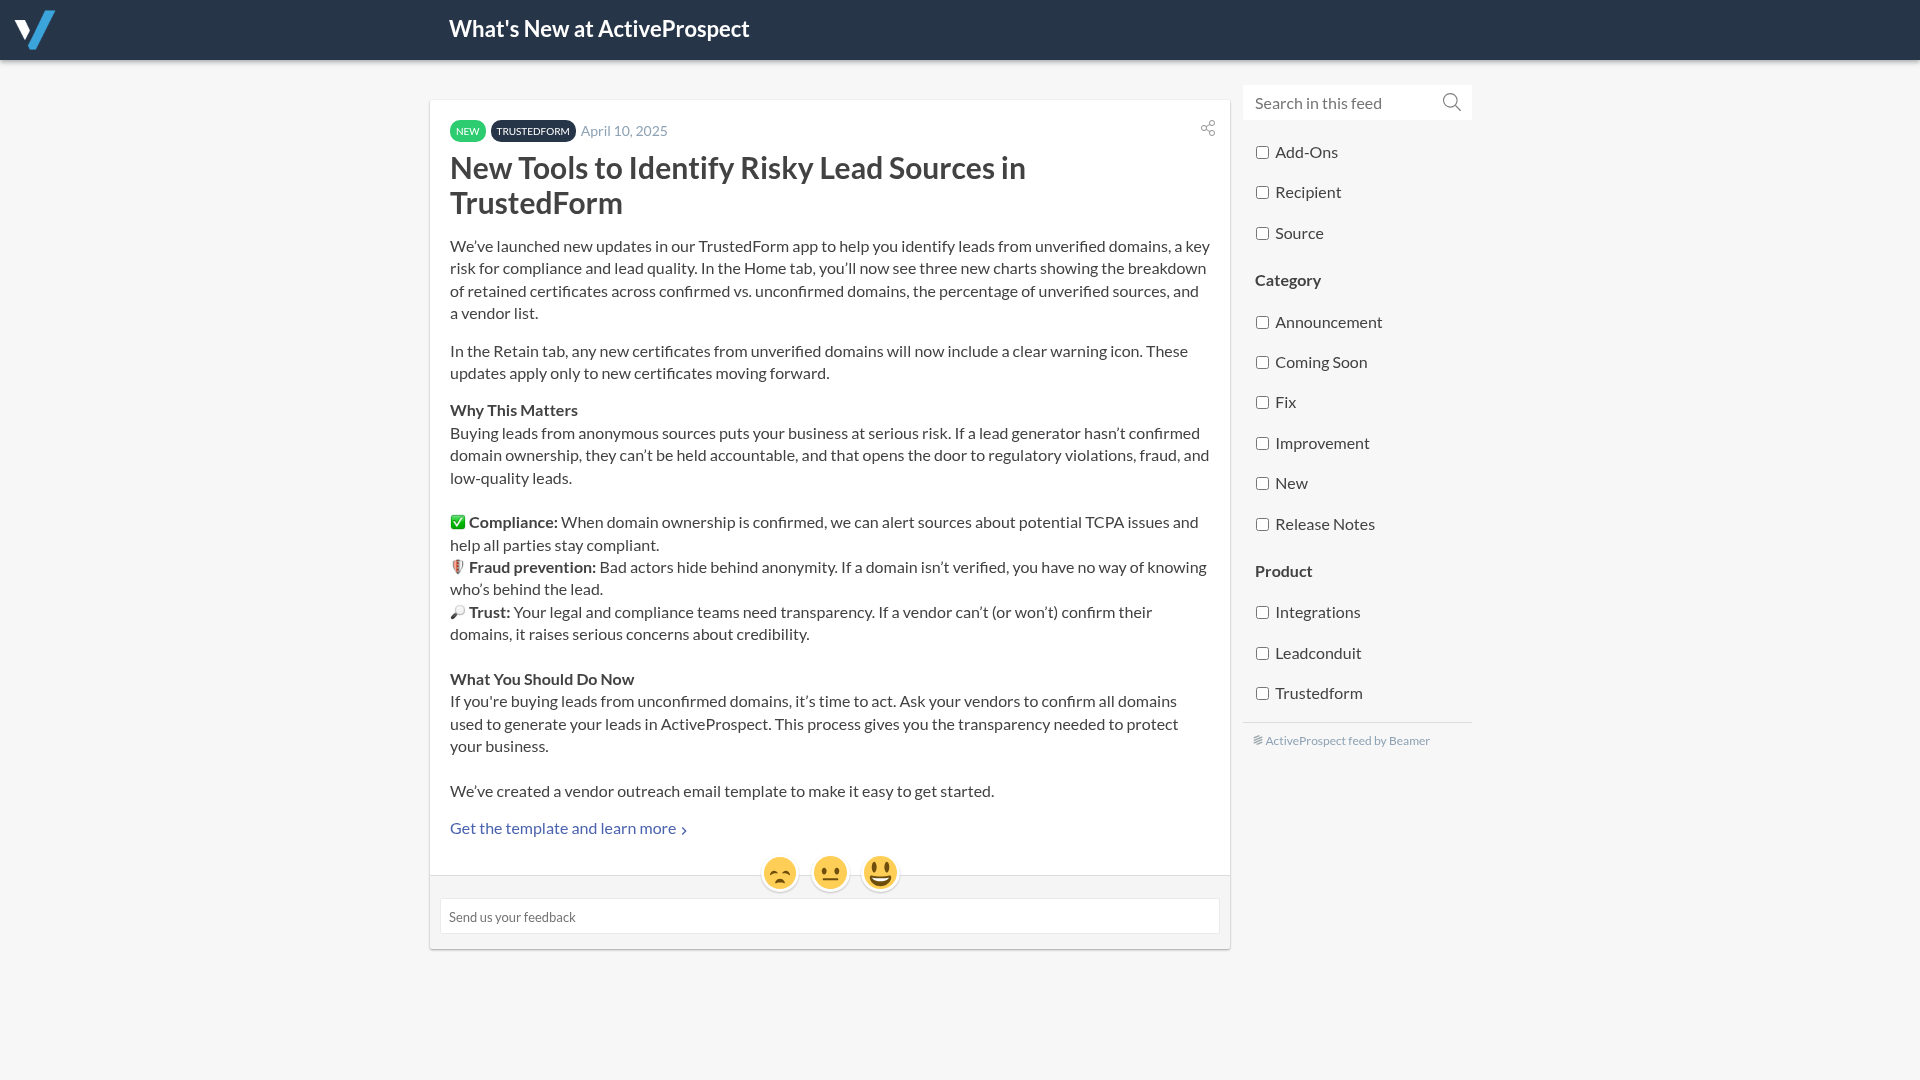 What's New at ActiveProspect
NEW TRUSTEDFORM April 10, 2025
New Tools to Identify Risky Lead Sources in
TrustedForm
We’ve launched new updates in our TrustedForm app to help you identify leads from unverified domains, a key
risk for compliance and lead quality. In the Home tab, you’ll now see three new charts showing the breakdown
of retained certificates across confirmed vs. unconfirmed domains, the percentage of unverified sources, and
a vendor list.
In the Retain tab, any new certificates from unverified domains will now include a clear warning icon. These
updates apply only to new certificates moving forward.
Why This Matters
Buying leads from anonymous sources puts your business at serious risk. If a lead generator hasn’t confirmed
domain ownership, they can’t be held accountable, and that opens the door to regulatory violations, fraud, and
low-quality leads.
✅ Compliance: When domain ownership is confirmed, we can alert sources about potential TCPA issues and
help all parties stay compliant.
Fraud prevention: Bad actors hide behind anonymity. If a domain isn’t verified, you have no way of knowing
who’s behind the lead.
Trust: Your legal and compliance teams need transparency. If a vendor can’t (or won’t) confirm their
domains, it raises serious concerns about credibility.
What You Should Do Now
If you're buying leads from unconfirmed domains, it’s time to act. Ask your vendors to confirm all domains
used to generate your leads in ActiveProspect. This process gives you the transparency needed to protect
your business.
We’ve created a vendor outreach email template to make it easy to get started.
Get the template and learn more ›
Send us your feedback
Search in this feed
Add-Ons
Recipient
Source
Category
Announcement
Coming Soon
Fix
Improvement
New
Release Notes
Product
Integrations
Leadconduit
Trustedform
ActiveProspect feed by Beamer